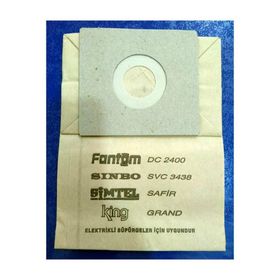 Fantom DC 2400
SINBO SVC 3438
SİMTEL SAFİR
king GRAND
ELEKTRİKLİ SÜPÜRGELER İÇİN UYGUNDUR